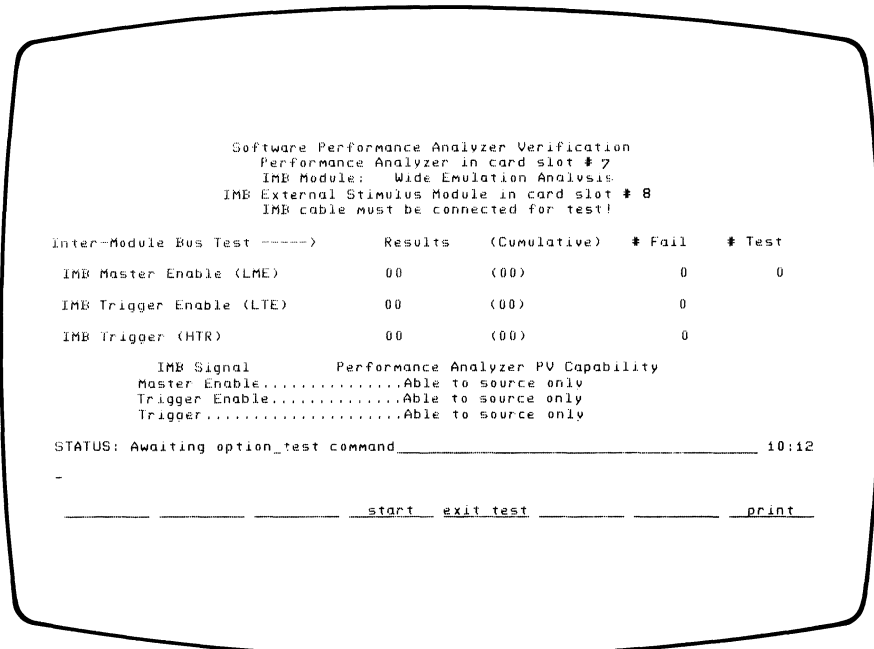 Software Performance Analyzer Verification
Performance Analyzer in card slot # 7
IMB Module: Wide Emulation Analysis
IMB External Stimulus Module in card slot # 8
IMB cable must be connected for test!
Inter-Module Bus Test -----> Results (Cumulative) # Fail # Test
IMB Master Enable (LME) 00 (00) 0 0
IMB Trigger Enable (LTE) 00 (00) 0
IMB Trigger (HTR) 00 (00) 0
IMB Signal Performance Analyzer PV Capability
Master Enable...............Able to source only
Trigger Enable..............Able to source only
Trigger.....................Able to source only
STATUS: Awaiting option_test command 10:12
start exit test print